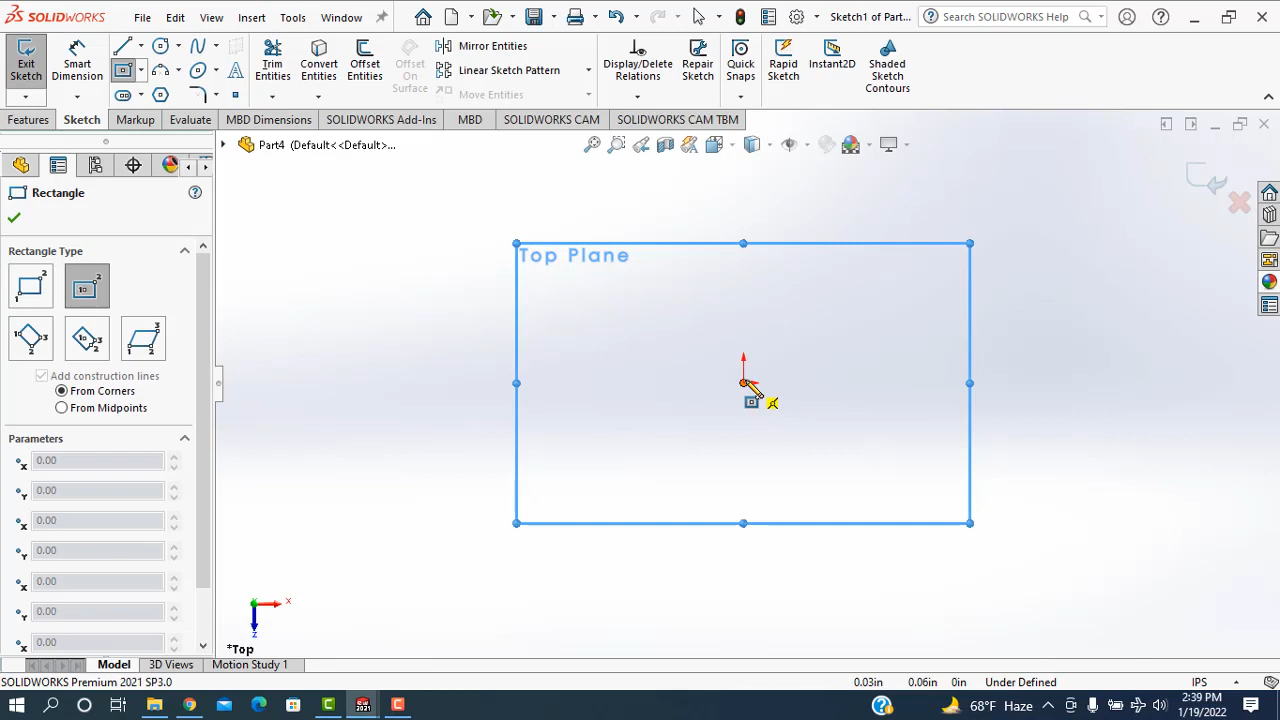 File Edit View Insert Tools Window Sketch1 of Part... Search SOLIDWORKS Help
Exit Sketch
Smart Dimension
Trim Entities
Convert Entities
Offset Entities
Offset On Surface
Mirror Entities
Linear Sketch Pattern
Move Entities
Display/Delete Relations
Repair Sketch
Quick Snaps
Rapid Sketch
Instant2D
Shaded Sketch Contours
Features Sketch Markup Evaluate MBD Dimensions SOLIDWORKS Add-Ins MBD SOLIDWORKS CAM SOLIDWORKS CAM TBM
Part4 (Default<<Default>...
Rectangle
Rectangle Type
Add construction lines
From Corners
From Midpoints
Parameters
0.00
0.00
0.00
0.00
0.00
0.00
0.00
Top Plane
X
Z
*Top
Model 3D Views Motion Study 1
SOLIDWORKS Premium 2021 SP3.0 0.03in 0.06in 0in Under Defined IPS
68°F Haze 2:39 PM
1/19/2022